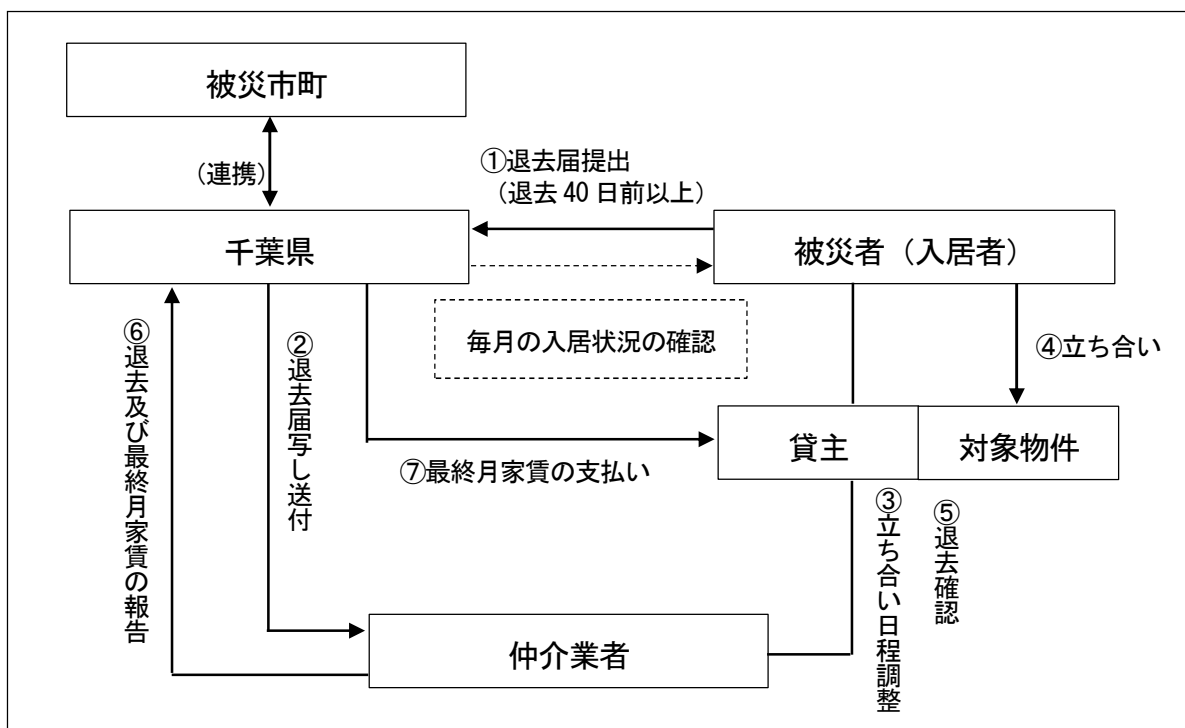 被災市町
（連携）
①退去届提出
（退去 40 日前以上）
千葉県
被災者（入居者）
毎月の入居状況の確認
④立ち合い
⑥退去及び最終月家賃の報告
②退去届写し送付
貸主
対象物件
⑦最終月家賃の支払い
③立ち合い日程調整
⑤退去確認
仲介業者